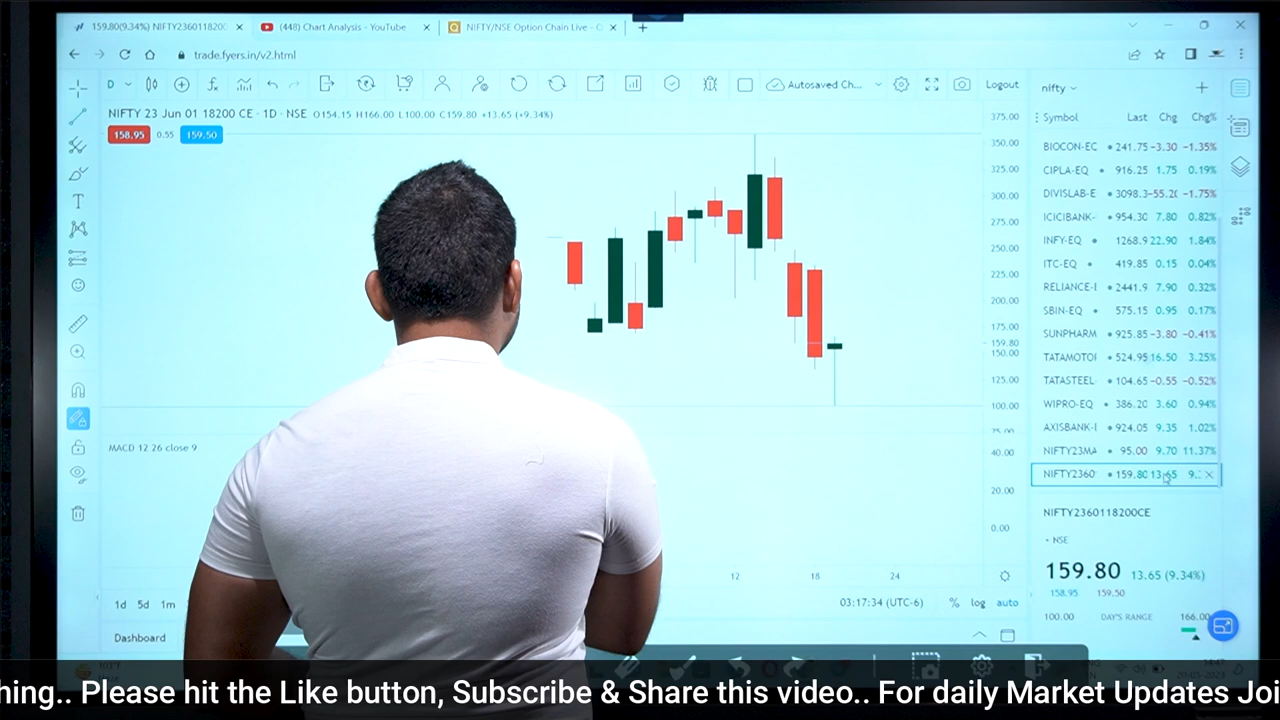 159.80(9.34%) NIFTY2360118200
(448) Chart Analysis - YouTube
NIFTY/NSE Option Chain Live - C
trade.fyers.in/v2.html
D
Autosaved Ch...
Logout
nifty
NIFTY 23 Jun 01 18200 CE · 1D · NSE O154.15 H166.00 L100.00 C159.80 +13.65 (+9.34%)
158.95 0.55 159.50
375.00
350.00
325.00
300.00
275.00
250.00
225.00
200.00
175.00
159.80
150.00
125.00
100.00
75.00
MACD 12 26 close 9
40.00
20.00
0.00
12 18 24
1d 5d 1m
03:17:34 (UTC-6) % log auto
Dashboard
Symbol Last Chg Chg%
BIOCON-EC 241.75 −3.30 −1.35%
CIPLA-EQ 916.25 1.75 0.19%
DIVISLAB-E 3098.3 −55.20 −1.75%
ICICIBANK- 954.30 7.80 0.82%
INFY-EQ 1268.9 22.90 1.84%
ITC-EQ 419.85 0.15 0.04%
RELIANCE-I 2441.9 7.90 0.32%
SBIN-EQ 575.15 0.95 0.17%
SUNPHARM 925.85 −3.80 −0.41%
TATAMOTOI 524.95 16.50 3.25%
TATASTEEL- 104.65 −0.55 −0.52%
WIPRO-EQ 386.20 3.60 0.94%
AXISBANK-I 924.05 9.35 1.02%
NIFTY23MA 95.00 9.70 11.37%
NIFTY2360 159.80 13.65 9...
NIFTY2360118200CE
NSE
159.80 13.65 (9.34%)
158.95 159.50
100.00 DAY'S RANGE 166.00
hing.. Please hit the Like button, Subscribe & Share this video.. For daily Market Updates Joi